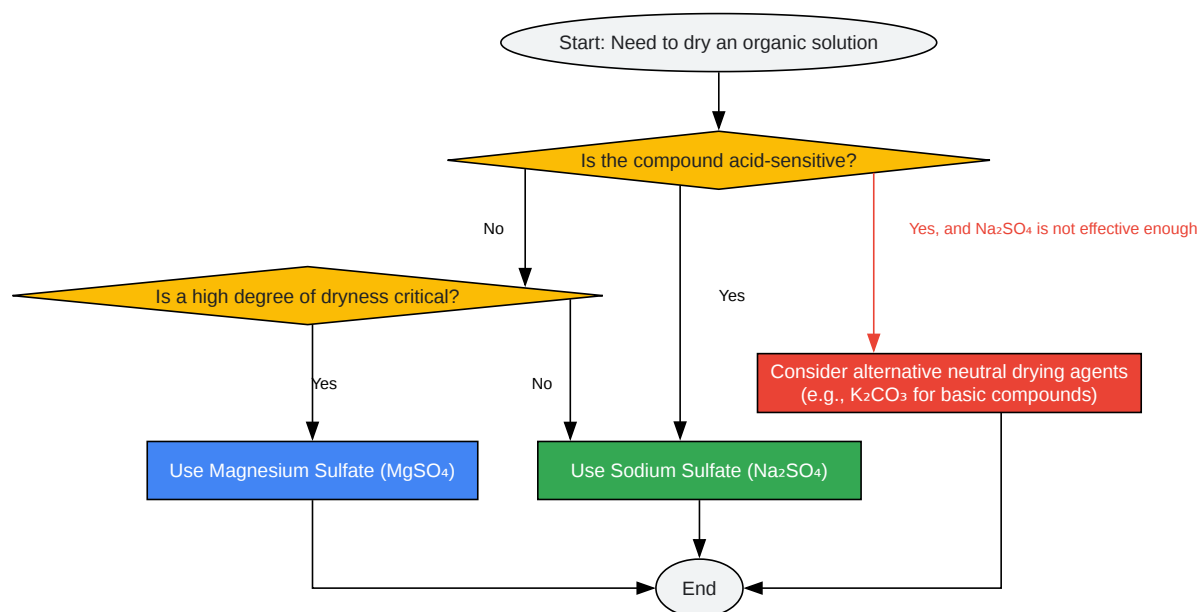 Start: Need to dry an organic solution
Is the compound acid-sensitive?
No
Yes, and Na₂SO₄ is not effective enough
Is a high degree of dryness critical?
Yes
Yes
No
Consider alternative neutral drying agents
(e.g., K₂CO₃ for basic compounds)
Use Magnesium Sulfate (MgSO₄)
Use Sodium Sulfate (Na₂SO₄)
End